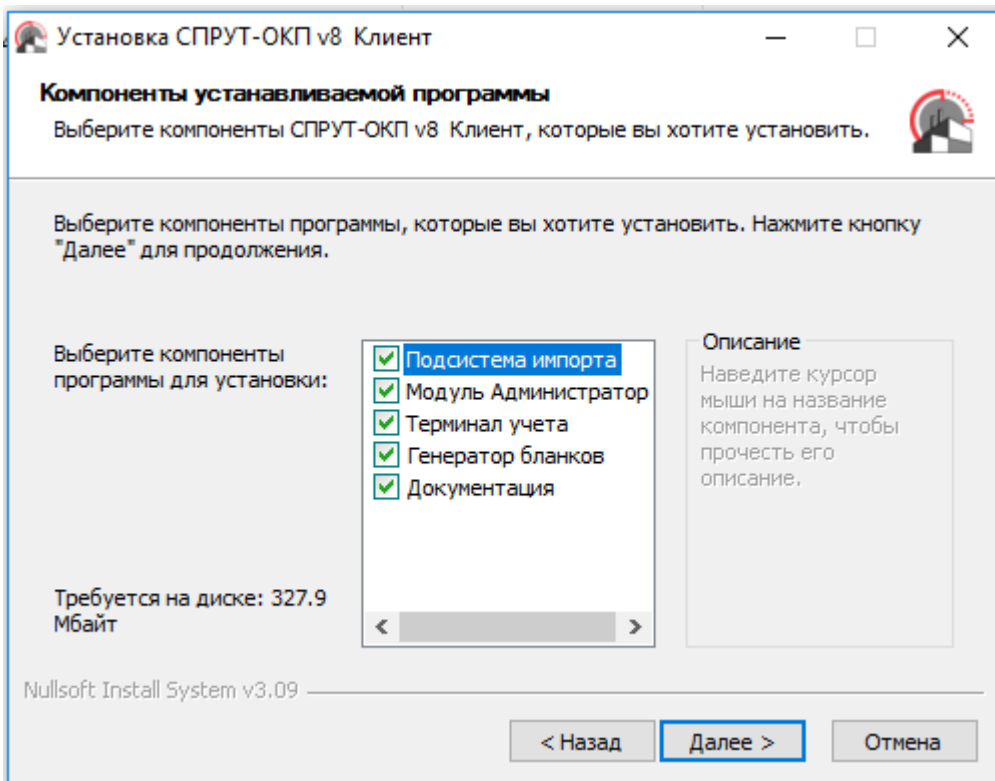 Установка СПРУТ-ОКП v8 Клиент
Компоненты устанавливаемой программы
Выберите компоненты СПРУТ-ОКП v8 Клиент, которые вы хотите установить.
Выберите компоненты программы, которые вы хотите установить. Нажмите кнопку
"Далее" для продолжения.
Выберите компоненты
программы для установки:
Подсистема импорта
Модуль Администратор
Терминал учета
Генератор бланков
Документация
Описание
Наведите курсор
мыши на название
компонента, чтобы
прочесть его
описание.
Требуется на диске: 327.9
Мбайт
Nullsoft Install System v3.09
< Назад
Далее >
Отмена